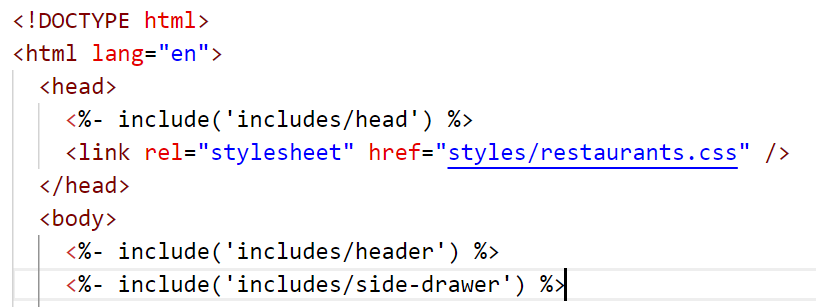 <!DOCTYPE html>
<html lang="en">
<head>
<%- include('includes/head') %>
<link rel="stylesheet" href="styles/restaurants.css" />
</head>
<body>
<%- include('includes/header') %>
<%- include('includes/side-drawer') %>